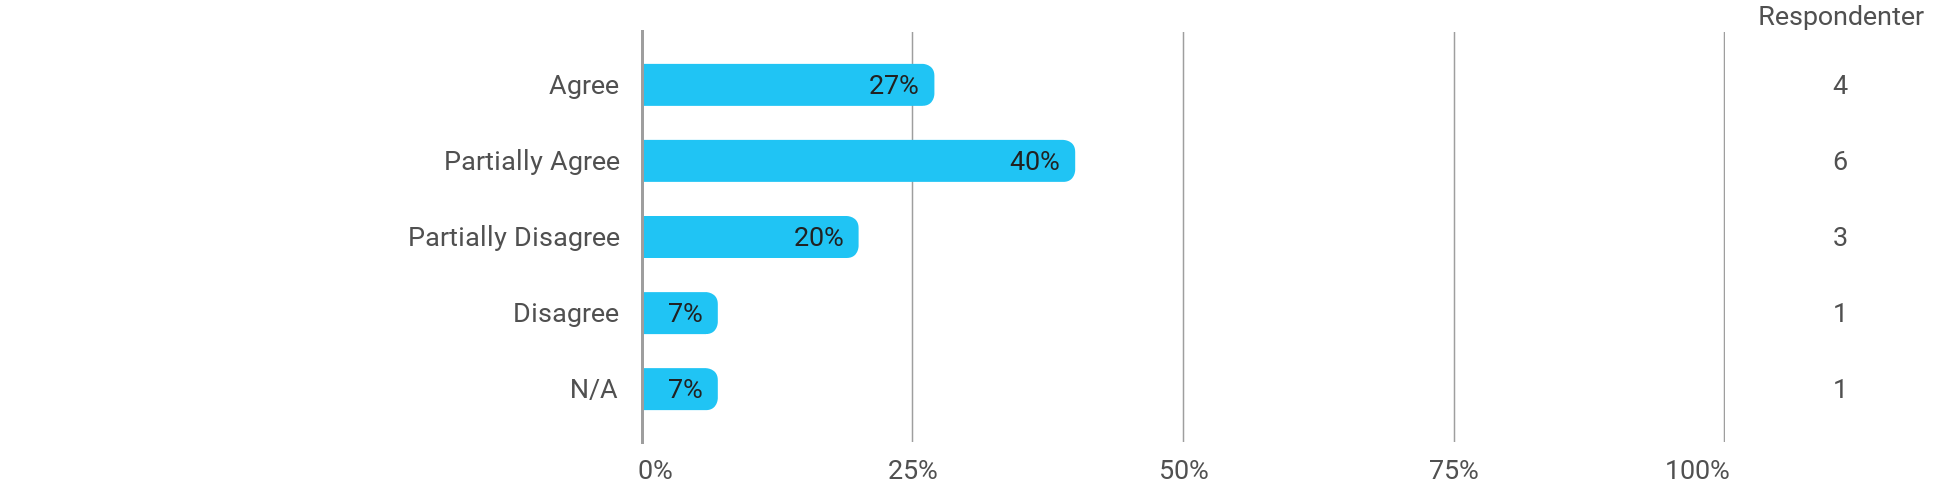 Respondenter
Agree 27% 4
Partially Agree 40% 6
Partially Disagree 20% 3
Disagree 7% 1
N/A 7% 1
0% 25% 50% 75% 100%